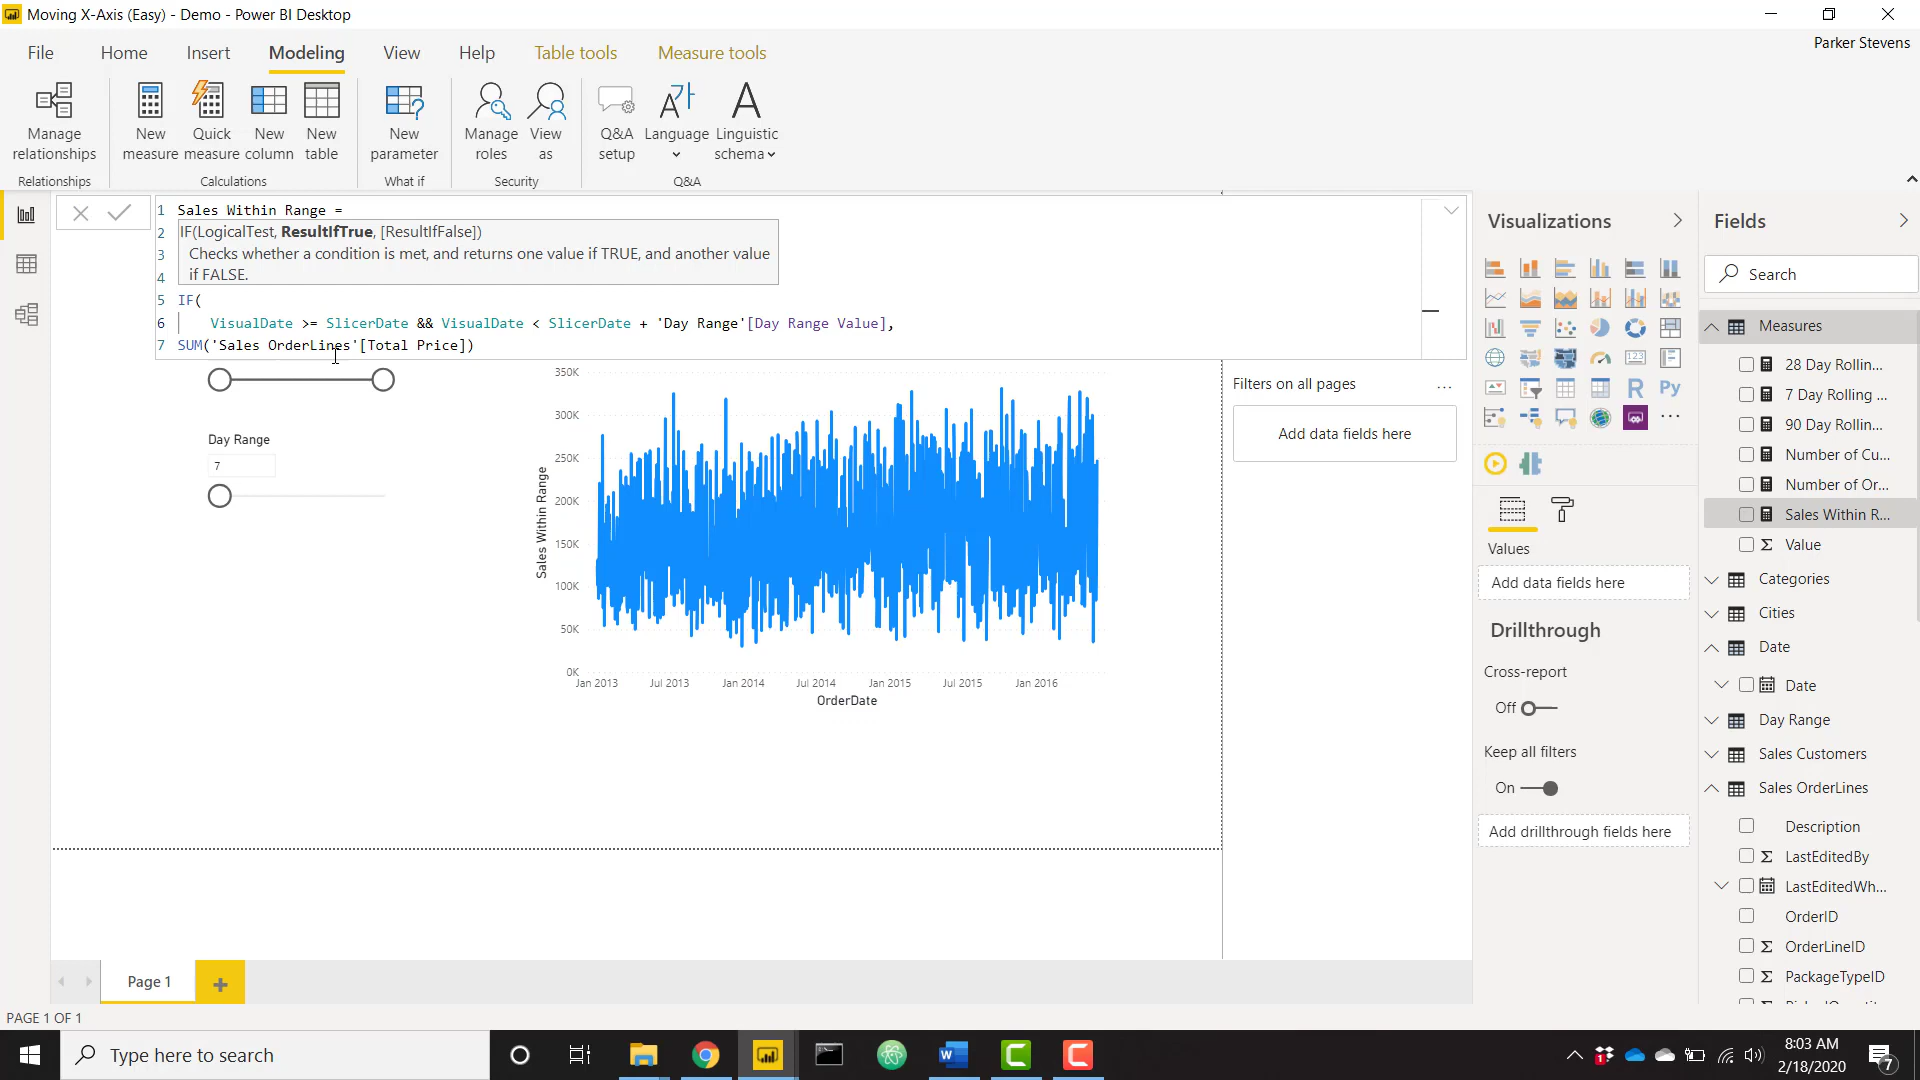 Moving X-Axis (Easy) - Demo - Power BI Desktop
Parker Stevens
File Home Insert Modeling View Help Table tools Measure tools
Manage relationships
New measure
Quick measure
New column
New table
New parameter
Manage roles
View as
Q&A setup
Language
Linguistic schema
Relationships Calculations What if Security Q&A
1 Sales Within Range =
2 IF(LogicalTest, ResultIfTrue, [ResultIfFalse])
3 Checks whether a condition is met, and returns one value if TRUE, and another value
4 if FALSE.
5 IF(
6 VisualDate >= SlicerDate && VisualDate < SlicerDate + 'Day Range'[Day Range Value],
7 SUM('Sales OrderLines'[Total Price])
Day Range
7
350K
300K
250K
200K
150K
100K
50K
0K
Sales Within Range
Jan 2013 Jul 2013 Jan 2014 Jul 2014 Jan 2015 Jul 2015 Jan 2016
OrderDate
Filters on all pages
...
Add data fields here
Visualizations
R
Py
...
Values
Add data fields here
Drillthrough
Cross-report
Off
Keep all filters
On
Add drillthrough fields here
Fields
Search
Measures
28 Day Rollin...
7 Day Rolling ...
90 Day Rollin...
Number of Cu...
Number of Or...
Sales Within R...
Value
Categories
Cities
Date
Date
Day Range
Sales Customers
Sales OrderLines
Description
LastEditedBy
LastEditedWh...
OrderID
OrderLineID
PackageTypeID
Page 1
PAGE 1 OF 1
Type here to search
8:03 AM
2/18/2020
7